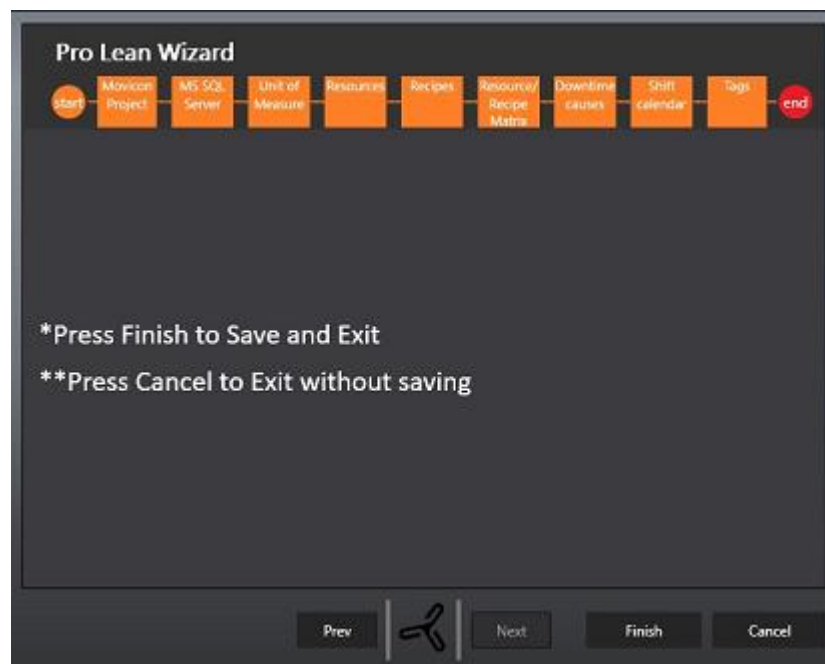 Pro Lean Wizard
start
Movicon
Project
MS SQL
Server
Unit of
Measure
Resources
Recipes
Resource/
Recipe
Matrix
Downtime
causes
Shift
calendar
Tags
end
*Press Finish to Save and Exit
**Press Cancel to Exit without saving
Prev
Next
Finish
Cancel